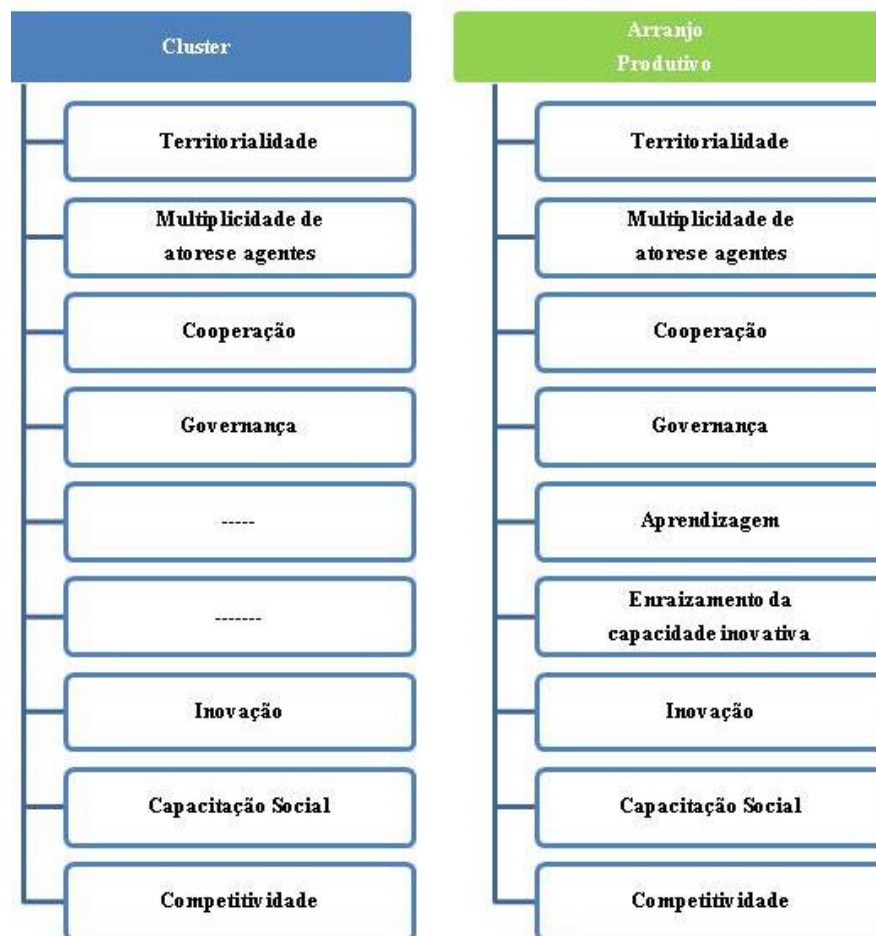 Cluster
Territorialidade
Multiplicidade de
atorese agentes
Cooperação
Governança
-----
-------
Inovação
Capacitação Social
Competitividade
Arranjo
Produtivo
Territorialidade
Multiplicidade de
atorese agentes
Cooperação
Governança
Aprendizagem
Enraizamento da
capacidade inovativa
Inovação
Capacitação Social
Competitividade